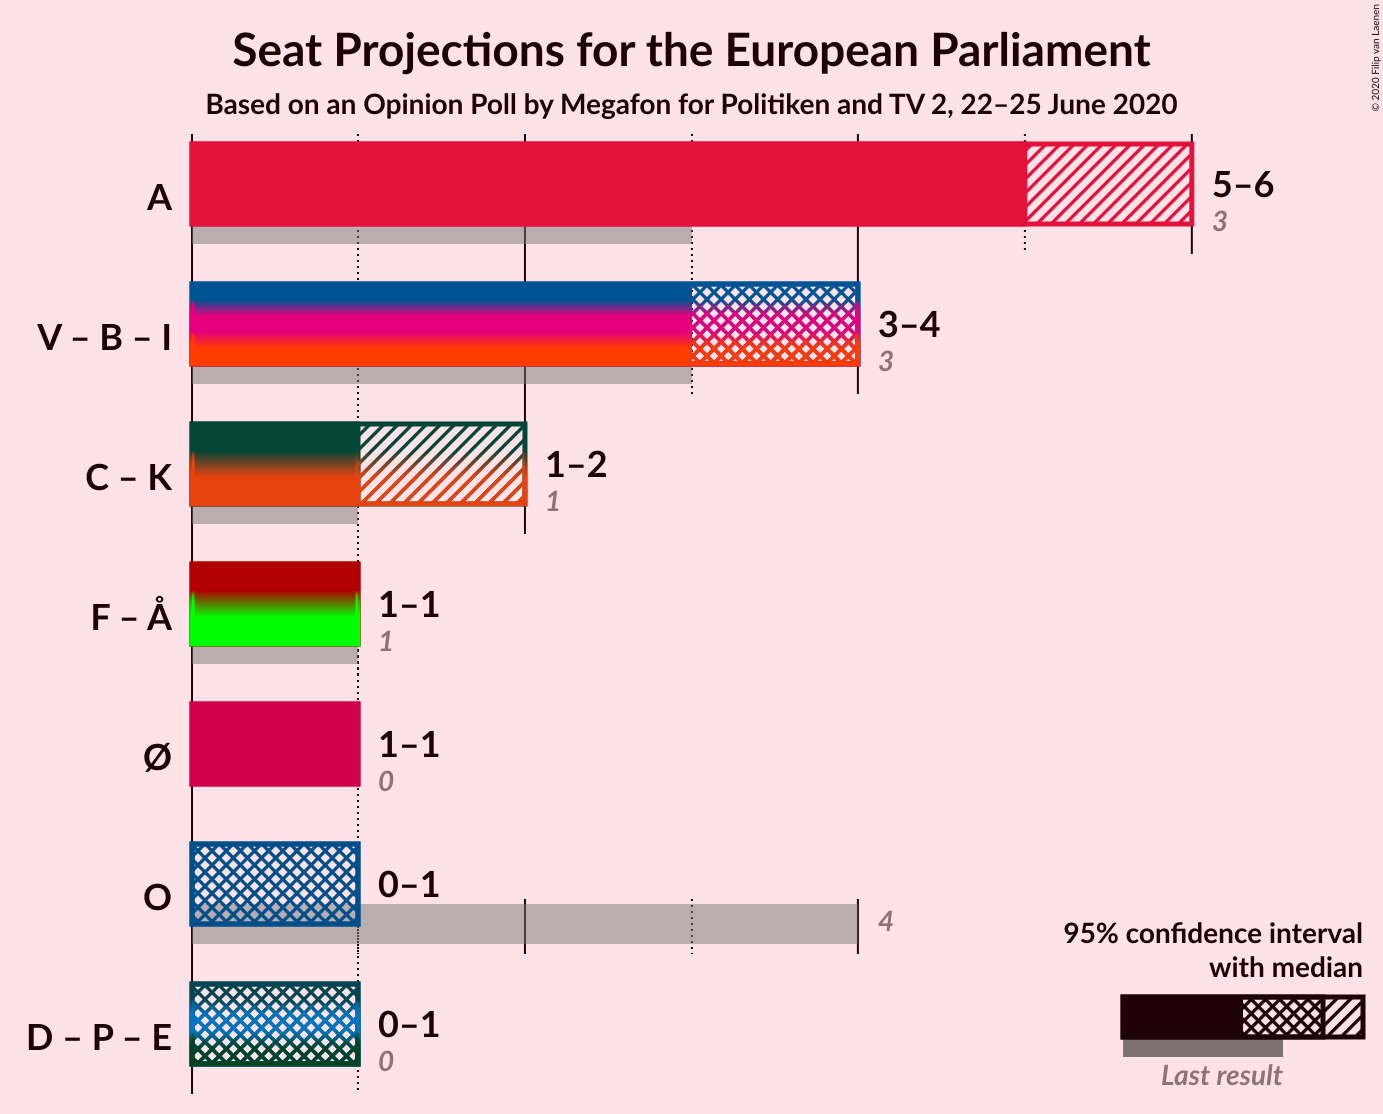 Seat Projections for the European Parliament
Based on an Opinion Poll by Megafon for Politiken and TV 2, 22–25 June 2020
© 2020 Filip van Laenen
A
5–6
3
V – B – I
3–4
3
C – K
1–2
1
F – Å
1–1
1
Ø
1–1
0
O
0–1
4
D – P – E
0–1
0
95% confidence interval
with median
Last result